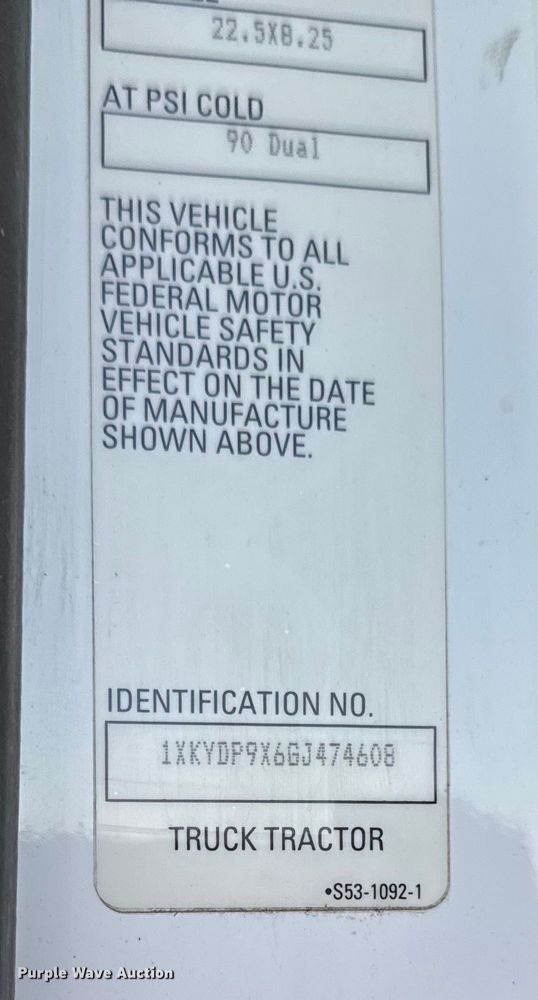 22.5X8.25
AT PSI COLD
90 Dual
THIS VEHICLE
CONFORMS TO ALL
APPLICABLE U.S.
FEDERAL MOTOR
VEHICLE SAFETY
STANDARDS IN
EFFECT ON THE DATE
OF MANUFACTURE
SHOWN ABOVE.
IDENTIFICATION NO.
1XKYDP9X6GJ474608
TRUCK TRACTOR
•S53-1092-1
Purple Wave Auction